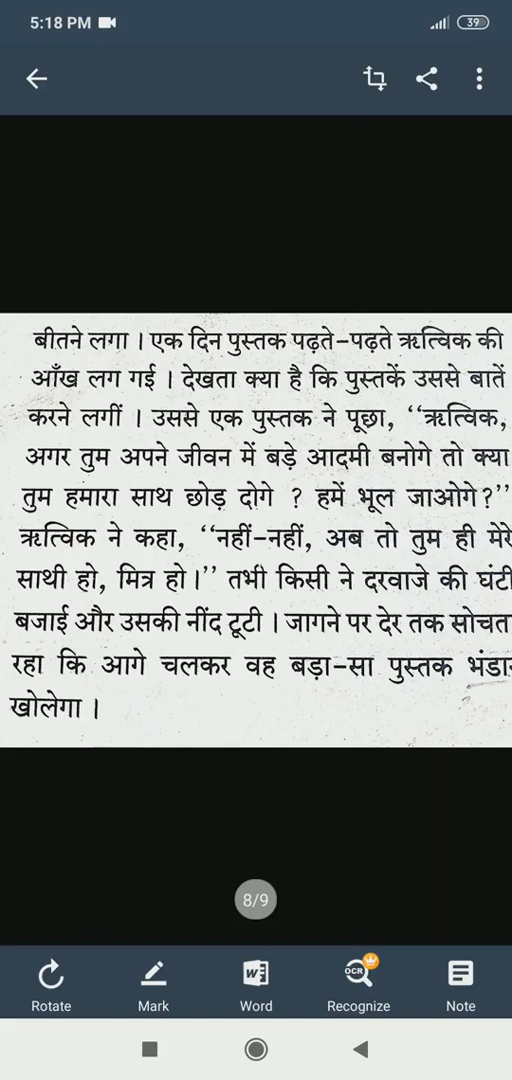 5:18 PM
39
बीतने लगा । एक दिन पुस्तक पढ़ते-पढ़ते ऋत्विक की
आँख लग गई । देखता क्या है कि पुस्तकें उससे बातें
करने लगीं । उससे एक पुस्तक ने पूछा, ‘‘ऋत्विक,
अगर तुम अपने जीवन में बड़े आदमी बनोगे तो क्या
तुम हमारा साथ छोड़ दोगे ? हमें भूल जाओगे?’’
ऋत्विक ने कहा, ‘‘नहीं-नहीं, अब तो तुम ही मेरे
साथी हो, मित्र हो।’’ तभी किसी ने दरवाजे की घंटी
बजाई और उसकी नींद टूटी । जागने पर देर तक सोचता
रहा कि आगे चलकर वह बड़ा-सा पुस्तक
खोलेगा ।
8/9
W
OCR
Rotate Mark Word Recognize Note